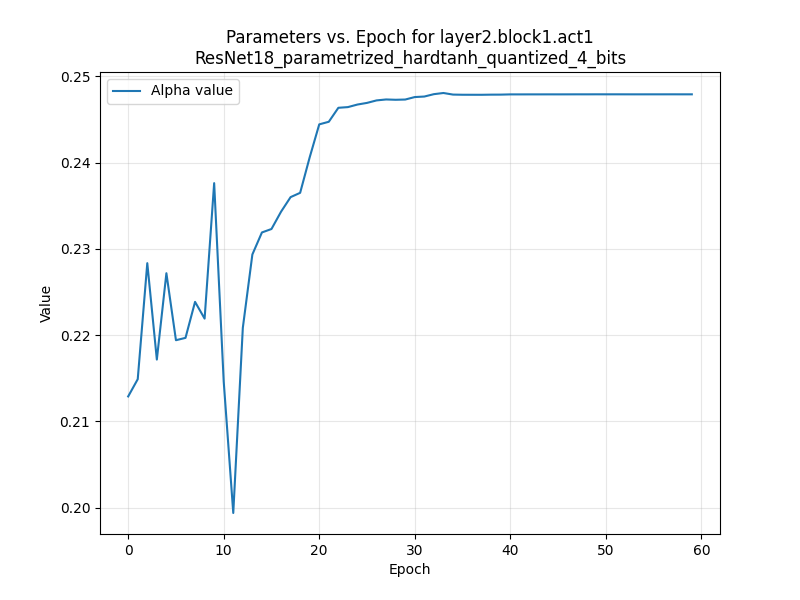 Parameters vs. Epoch for layer2.block1.act1
ResNet18_parametrized_hardtanh_quantized_4_bits
Alpha value
0.25
0.24
0.23
0.22
0.21
0.20
Value
0 10 20 30 40 50 60
Epoch